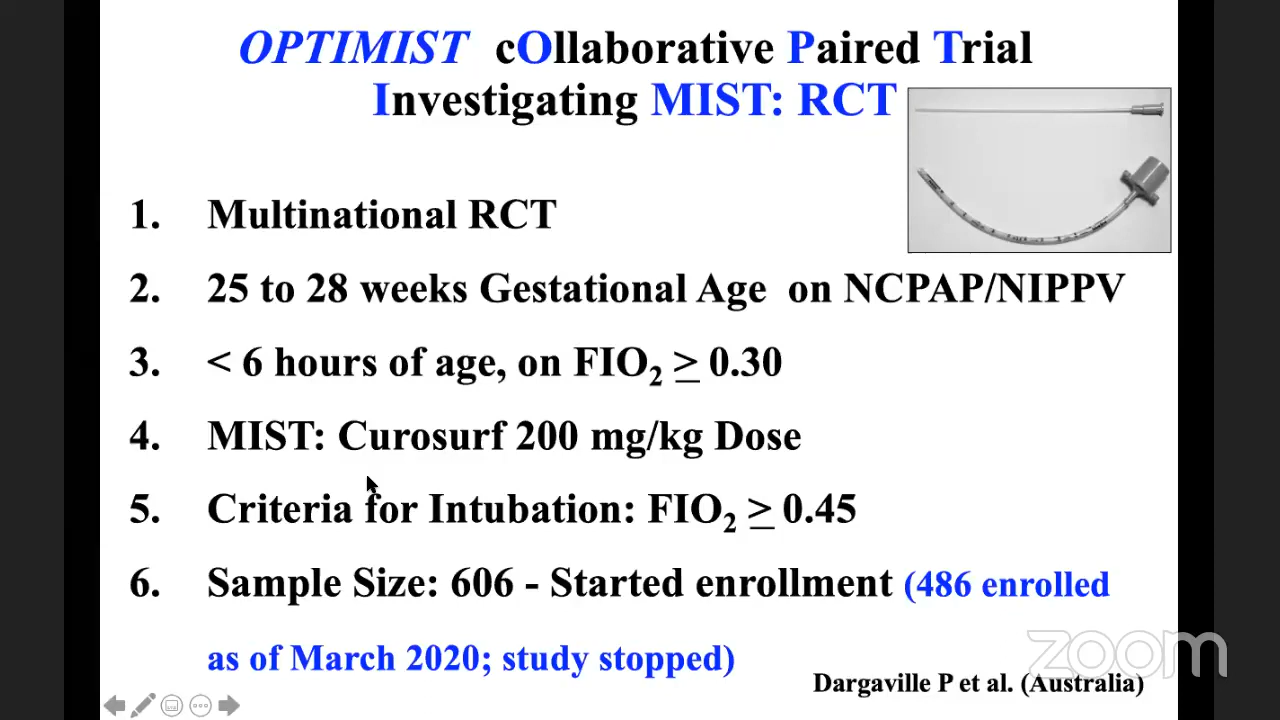 OPTIMIST cOllaborative Paired Trial
Investigating MIST: RCT
1. Multinational RCT
2. 25 to 28 weeks Gestational Age on NCPAP/NIPPV
3. < 6 hours of age, on FIO₂ ≥ 0.30
4. MIST: Curosurf 200 mg/kg Dose
5. Criteria for Intubation: FIO₂ ≥ 0.45
6. Sample Size: 606 - Started enrollment (486 enrolled
as of March 2020; study stopped)
zoom
Dargaville P et al. (Australia)